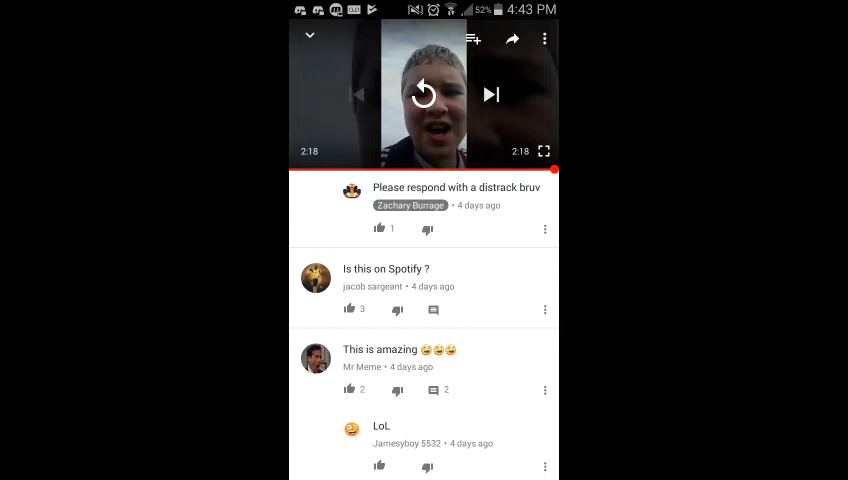 52% 4:43 PM
2:18 2:18
Please respond with a distrack bruv
Zachary Burrage • 4 days ago
1
Is this on Spotify ?
jacob sargeant • 4 days ago
3
This is amazing 😂😂😂
Mr Meme • 4 days ago
2 2
LoL
Jamesyboy 5532 • 4 days ago